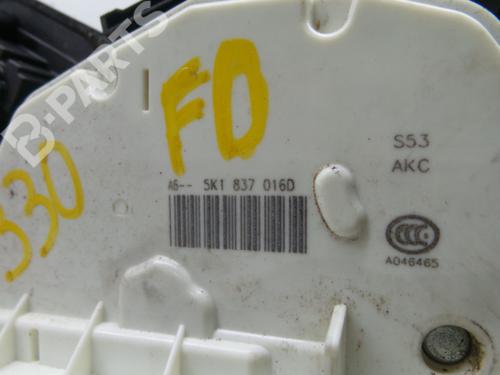 B-PARTS
FD
330
A6-- 5K1 837 016D
S53
AKC
CCC
A046465